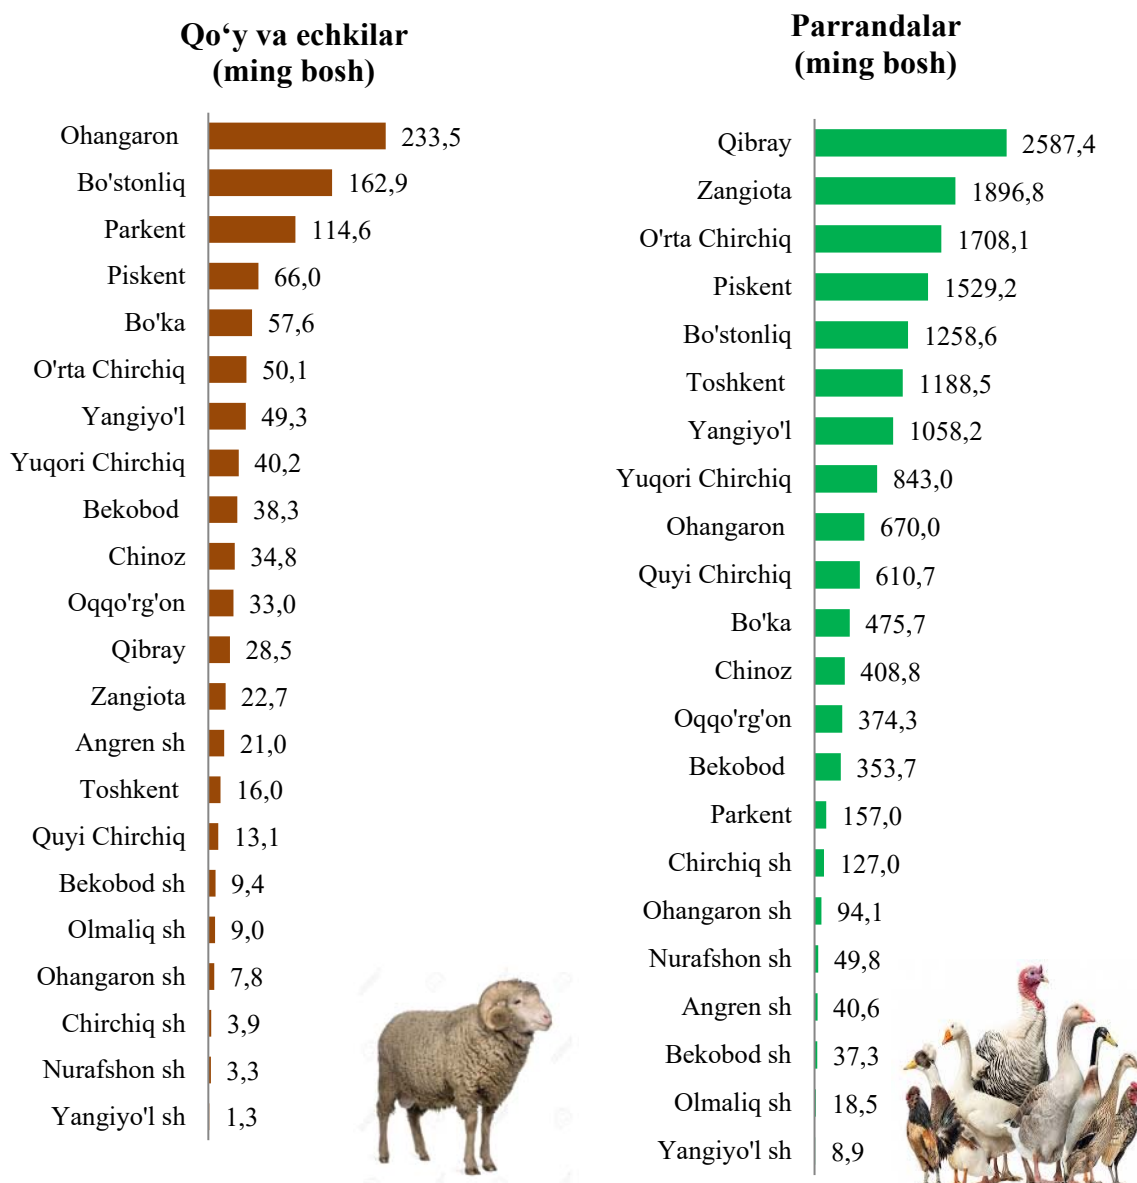 Qo‘y va echkilar
(ming bosh)
Ohangaron 233,5
Bo'stonliq 162,9
Parkent 114,6
Piskent 66,0
Bo'ka 57,6
O'rta Chirchiq 50,1
Yangiyo'l 49,3
Yuqori Chirchiq 40,2
Bekobod 38,3
Chinoz 34,8
Oqqo'rg'on 33,0
Qibray 28,5
Zangiota 22,7
Angren sh 21,0
Toshkent 16,0
Quyi Chirchiq 13,1
Bekobod sh 9,4
Olmaliq sh 9,0
Ohangaron sh 7,8
Chirchiq sh 3,9
Nurafshon sh 3,3
Yangiyo'l sh 1,3
Parrandalar
(ming bosh)
Qibray 2587,4
Zangiota 1896,8
O'rta Chirchiq 1708,1
Piskent 1529,2
Bo'stonliq 1258,6
Toshkent 1188,5
Yangiyo'l 1058,2
Yuqori Chirchiq 843,0
Ohangaron 670,0
Quyi Chirchiq 610,7
Bo'ka 475,7
Chinoz 408,8
Oqqo'rg'on 374,3
Bekobod 353,7
Parkent 157,0
Chirchiq sh 127,0
Ohangaron sh 94,1
Nurafshon sh 49,8
Angren sh 40,6
Bekobod sh 37,3
Olmaliq sh 18,5
Yangiyo'l sh 8,9